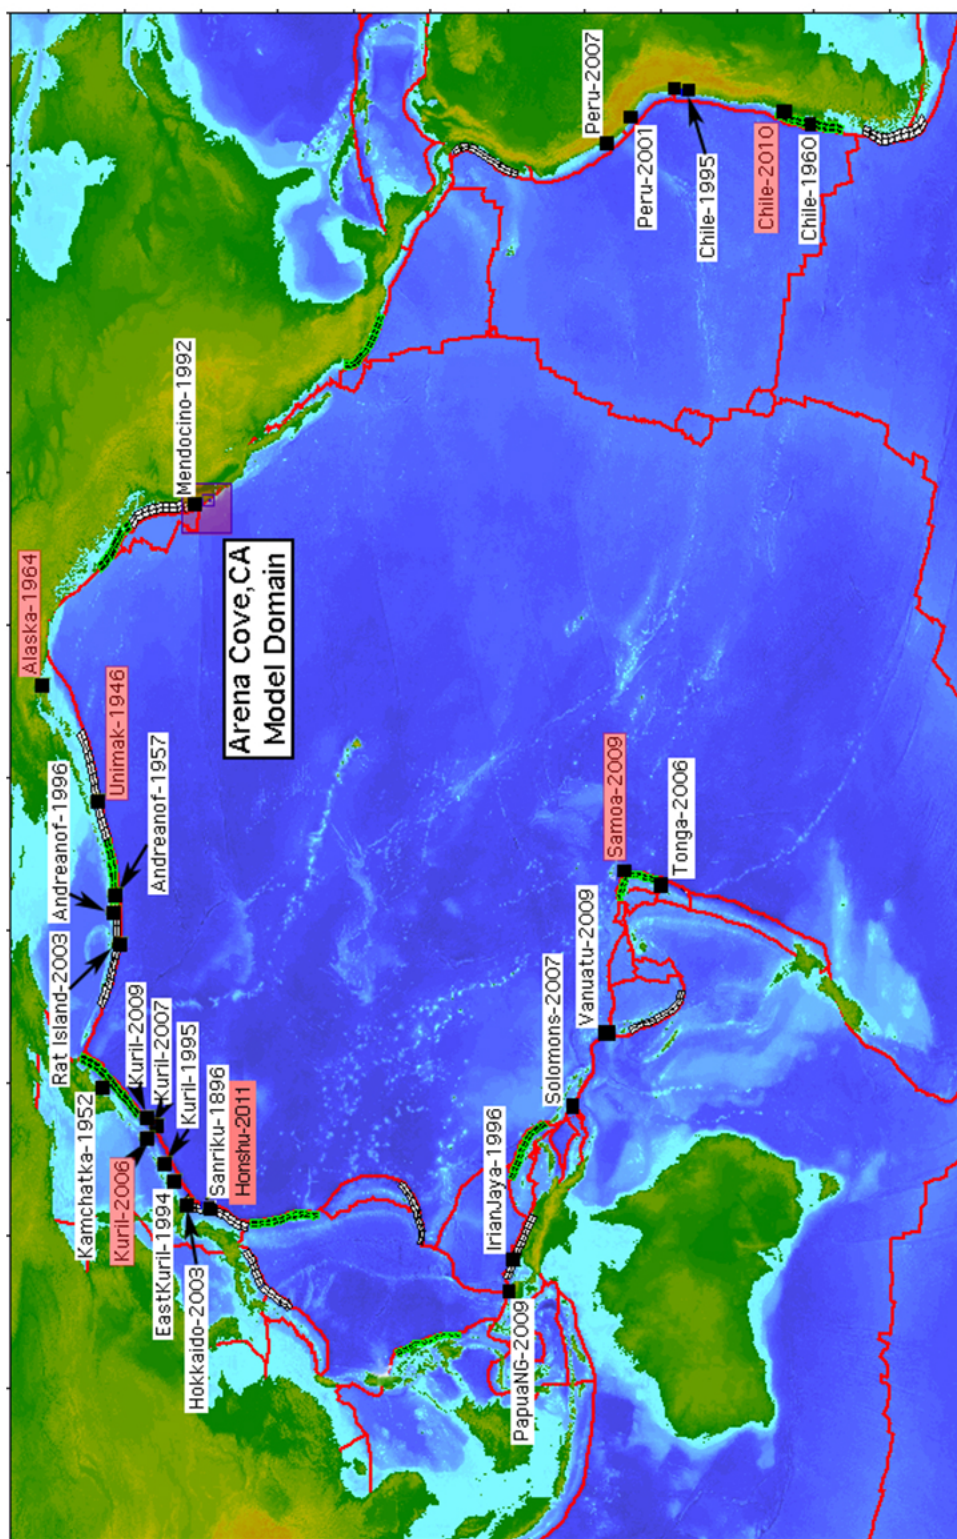 Alaska-1964
Unimak-1946
Andreanof-1996
Andreanof-1957
Rat Island-2003
Kuril-2009
Kuril-2007
Kuril-1995
Kamchatka-1952
Kuril-2006
EastKuril-1994
Hokkaido-2003
Sanriku-1896
Honshu-2011
Mendocino-1992
Arena Cove,CA
Model Domain
Peru-2007
Peru-2001
Chile-1995
Chile-2010
Chile-1960
Samoa-2009
Tonga-2006
Vanuatu-2009
Solomons-2007
IrianJaya-1996
PapuaNG-2009